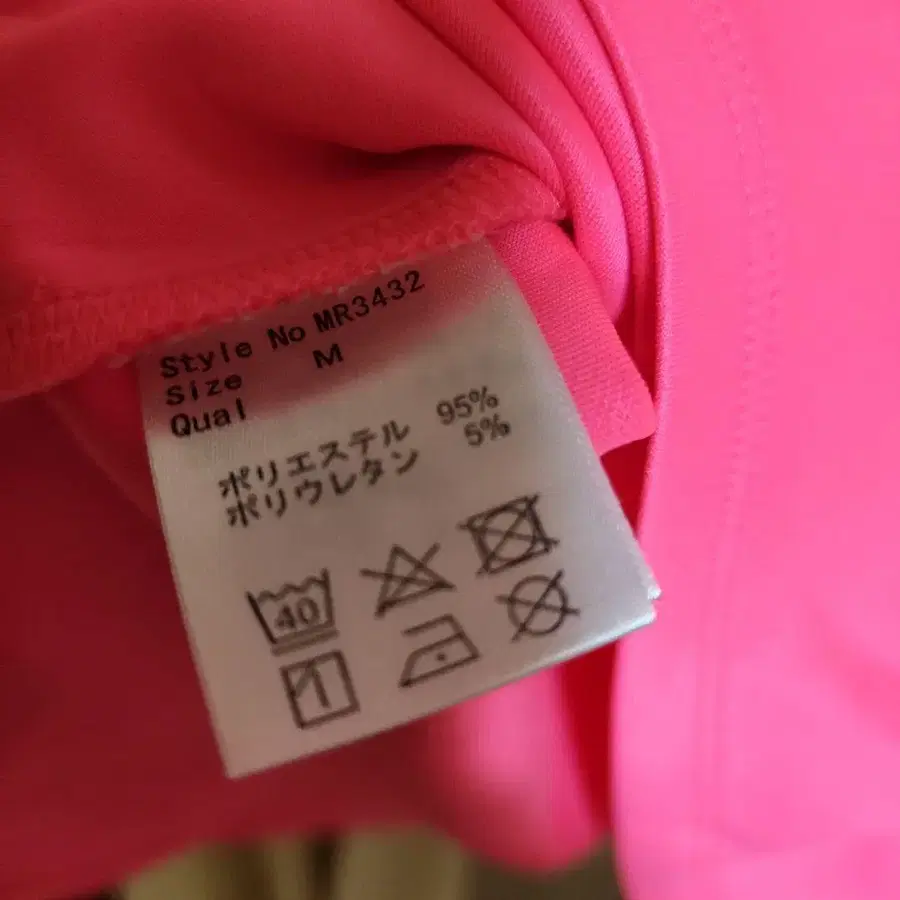 Style No MR3432
Size M
Qual
ポリエステル 95%
ポリウレタン 5%
40